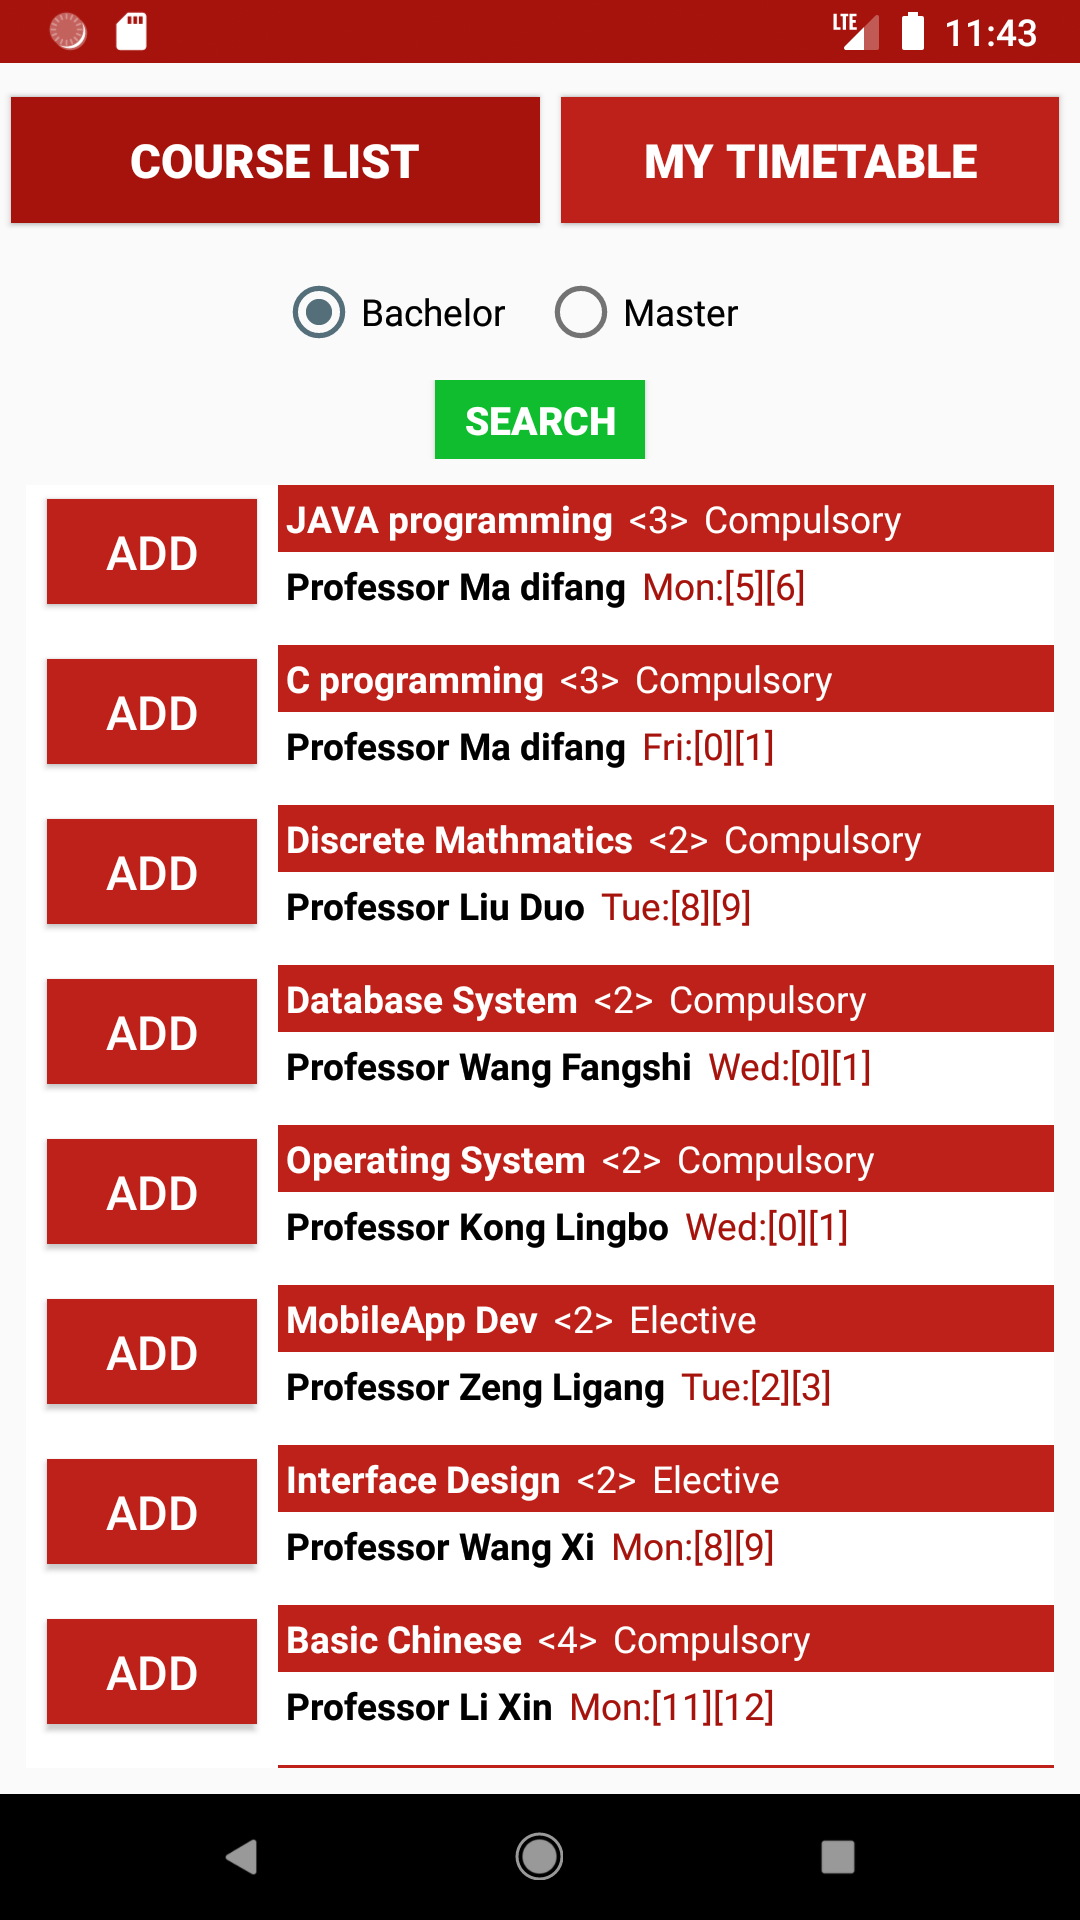 LTE 11:43
COURSE LIST MY TIMETABLE
Bachelor Master
SEARCH
ADD JAVA programming <3> Compulsory
Professor Ma difang Mon:[5][6]
ADD C programming <3> Compulsory
Professor Ma difang Fri:[0][1]
ADD Discrete Mathmatics <2> Compulsory
Professor Liu Duo Tue:[8][9]
ADD Database System <2> Compulsory
Professor Wang Fangshi Wed:[0][1]
ADD Operating System <2> Compulsory
Professor Kong Lingbo Wed:[0][1]
ADD MobileApp Dev <2> Elective
Professor Zeng Ligang Tue:[2][3]
ADD Interface Design <2> Elective
Professor Wang Xi Mon:[8][9]
ADD Basic Chinese <4> Compulsory
Professor Li Xin Mon:[11][12]